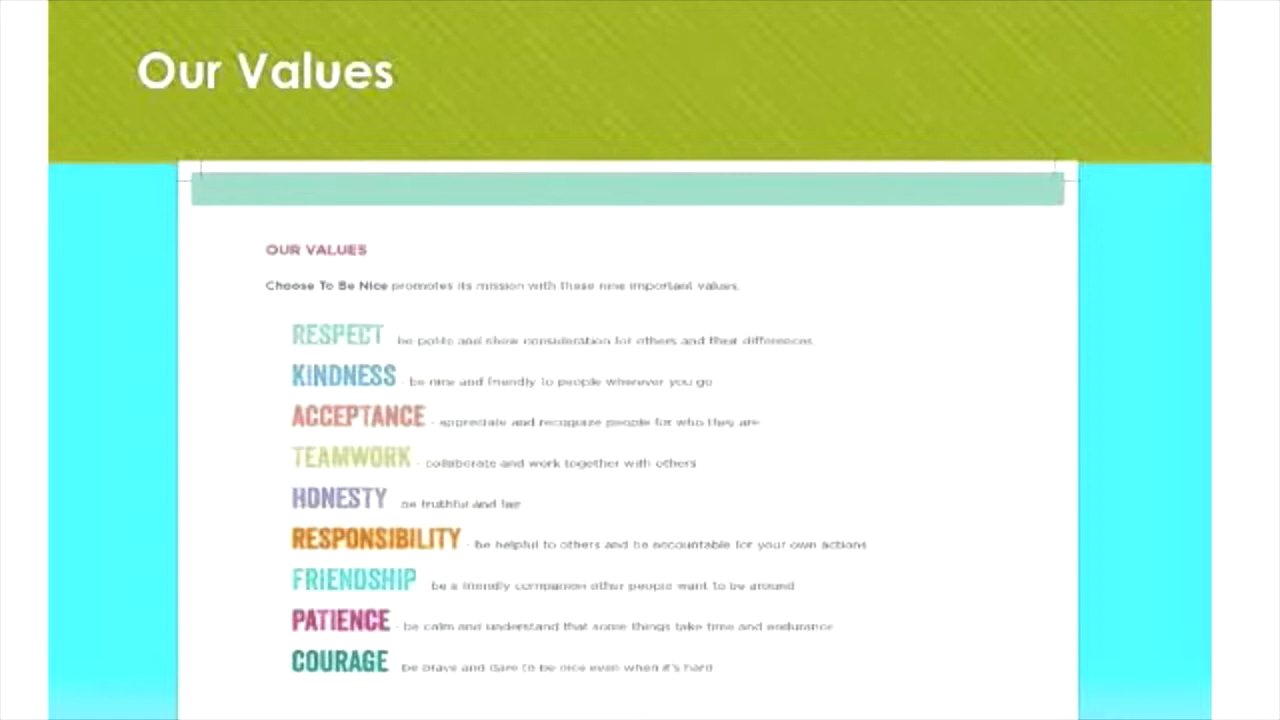 Our Values
OUR VALUES
Choose To Be Nice promotes its mission with these nine important values.
RESPECT be polite and show consideration for others and their differences
KINDNESS - be nice and friendly to people wherever you go
ACCEPTANCE - appreciate and recognize people for who they are
TEAMWORK - collaborate and work together with others
HONESTY be truthful and fair
RESPONSIBILITY - be helpful to others and be accountable for your own actions
FRIENDSHIP be a friendly companion other people want to be around
PATIENCE - be calm and understand that some things take time and endurance
COURAGE be brave and dare to be nice even when it's hard